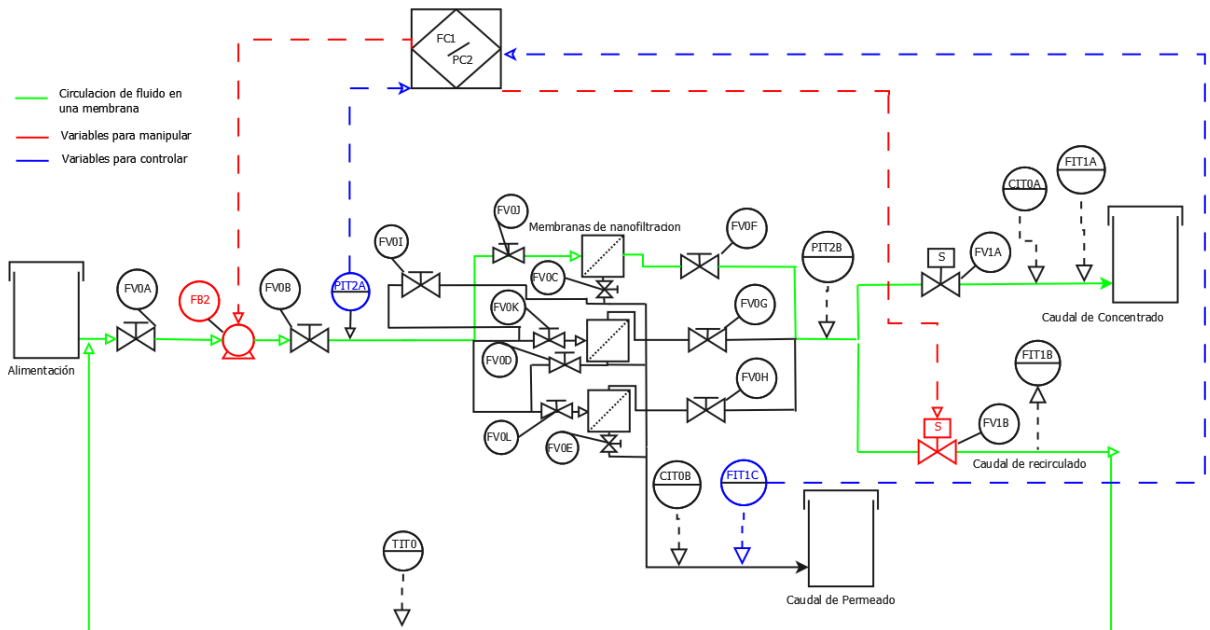 FC1
PC2
Circulacion de fluido en
una membrana
Variables para manipular
Variables para controlar
FIT1A
CIT0A
FV0J
Membranas de nanofiltracion
FV0F
FV0I
PIT2B
S
FV1A
FV0A
FB2
FV0B
PIT2A
FV0C
FV0K
FV0G
Caudal de Concentrado
Alimentación
FV0D
FIT1B
FV0H
S
FV1B
FV0L
FV0E
Caudal de recirculado
CIT0B
FIT1C
TIT0
Caudal de Permeado